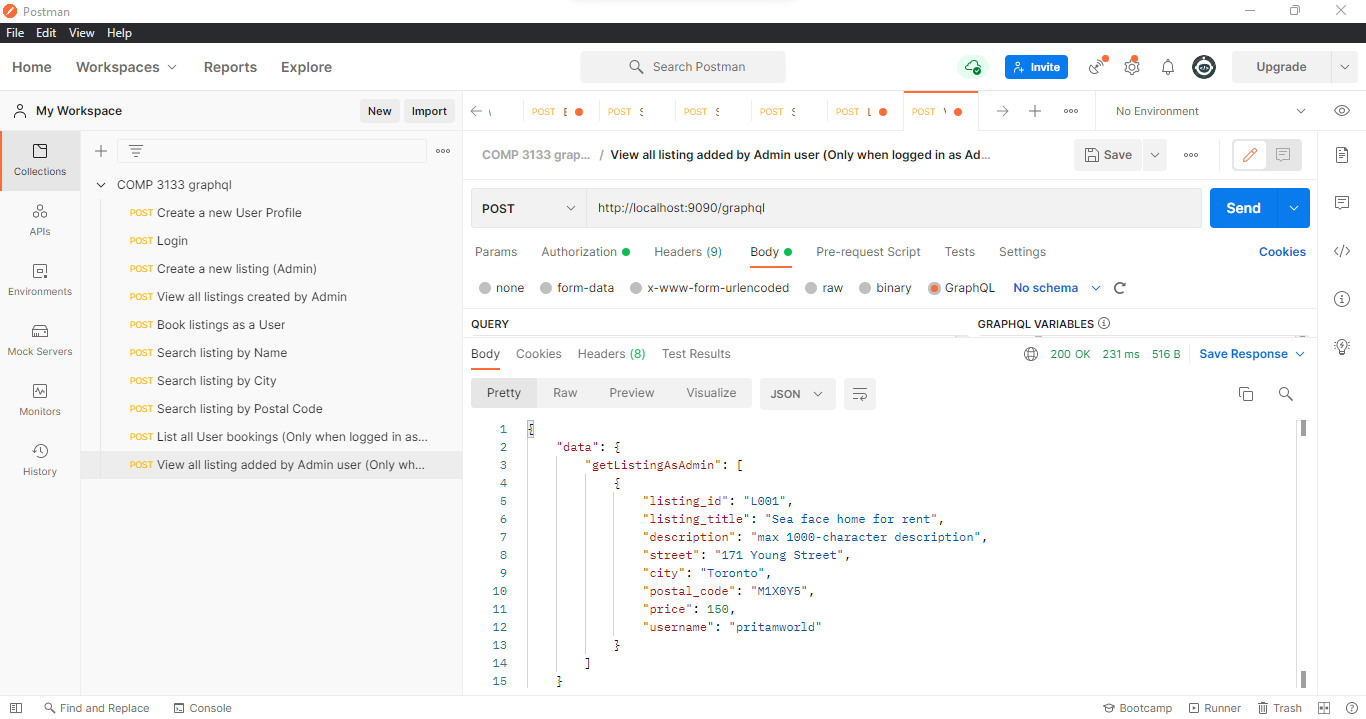 Postman
File Edit View Help
Home Workspaces Reports Explore Search Postman Invite Upgrade
My Workspace New Import
POST E POST S POST S POST S POST L POST No Environment
Collections
APIs
Environments
Mock Servers
Monitors
History
COMP 3133 graphql
POST Create a new User Profile
POST Login
POST Create a new listing (Admin)
POST View all listings created by Admin
POST Book listings as a User
POST Search listing by Name
POST Search listing by City
POST Search listing by Postal Code
POST List all User bookings (Only when logged in as...
POST View all listing added by Admin user (Only wh...
COMP 3133 grap... / View all listing added by Admin user (Only when logged in as Ad... Save
POST http://localhost:9090/graphql Send
Params Authorization Headers (9) Body Pre-request Script Tests Settings Cookies
none form-data x-www-form-urlencoded raw binary GraphQL No schema
QUERY GRAPHQL VARIABLES
Body Cookies Headers (8) Test Results 200 OK 231 ms 516 B Save Response
Pretty Raw Preview Visualize JSON
1 {
2 "data": {
3 "getListingAsAdmin": [
4 {
5 "listing_id": "L001",
6 "listing_title": "Sea face home for rent",
7 "description": "max 1000-character description",
8 "street": "171 Young Street",
9 "city": "Toronto",
10 "postal_code": "M1X0Y5",
11 "price": 150,
12 "username": "pritamworld"
13 }
14 ]
15 }
Find and Replace Console Bootcamp Runner Trash